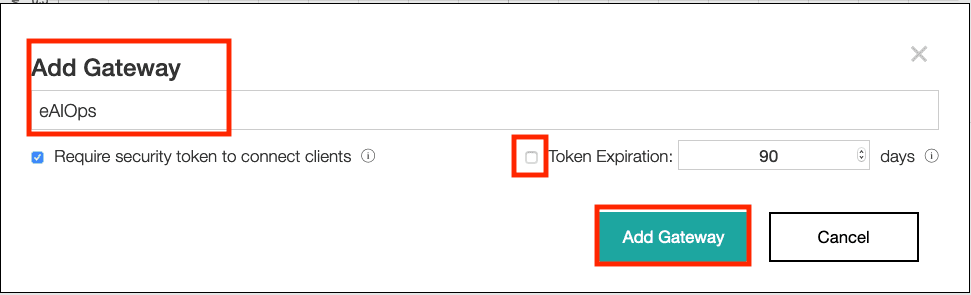 Add Gateway
eAIOps
Require security token to connect clients ⓘ Token Expiration: 90 days ⓘ
Add Gateway Cancel